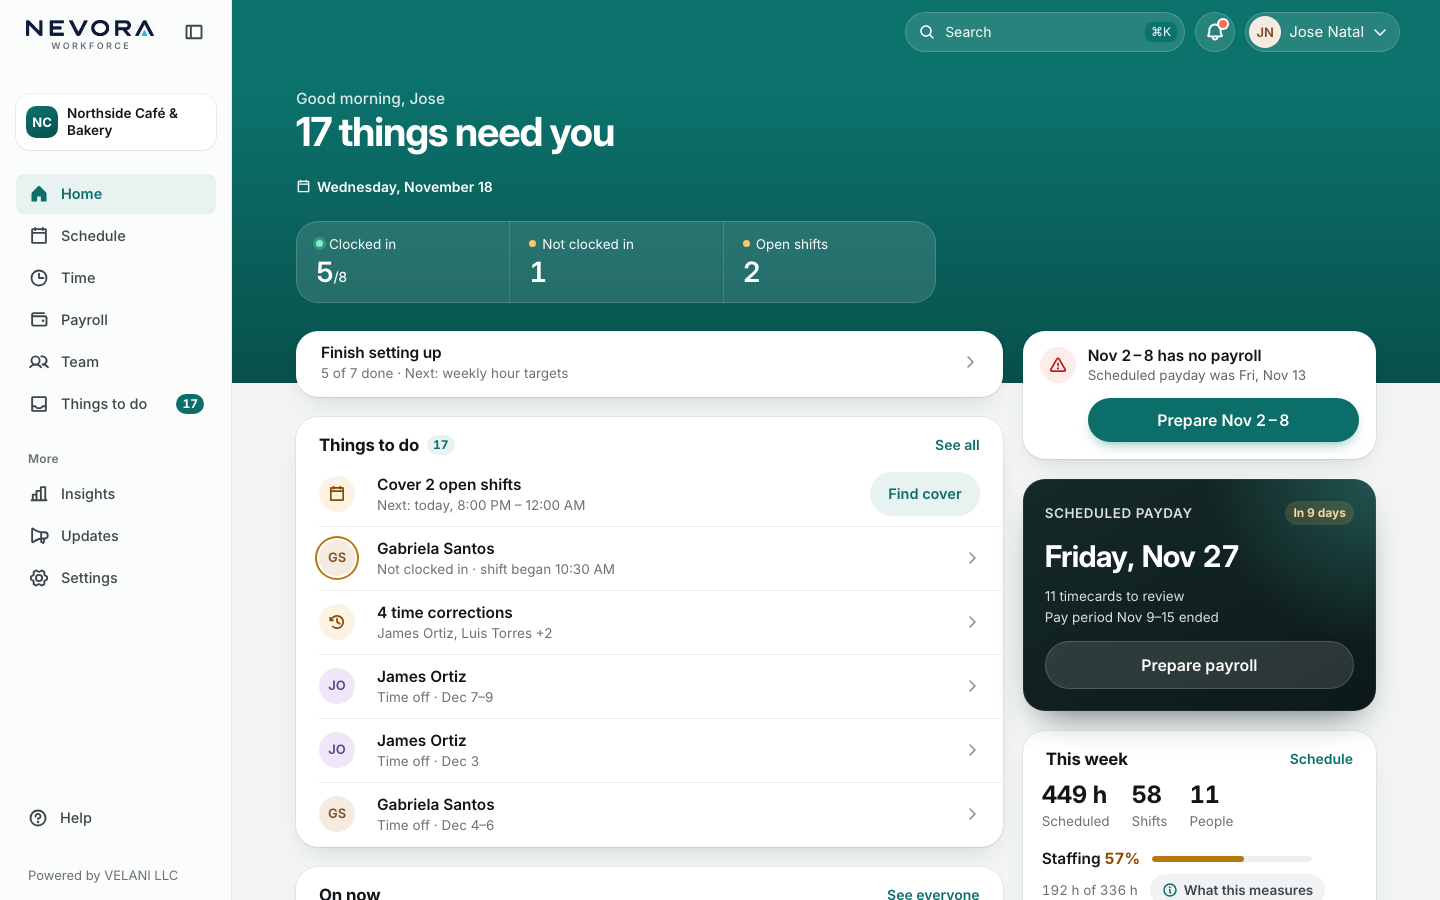 NEVORA
WORKFORCE
NC
Northside Café &
Bakery
Home
Schedule
Time
Payroll
Team
Things to do 17
More
Insights
Updates
Settings
Help
Powered by VELANI LLC
Search ⌘K
JN Jose Natal
Good morning, Jose
17 things need you
Wednesday, November 18
Clocked in
5/8
Not clocked in
1
Open shifts
2
Finish setting up
5 of 7 done · Next: weekly hour targets
Things to do 17
See all
Cover 2 open shifts
Next: today, 8:00 PM – 12:00 AM
Find cover
GS
Gabriela Santos
Not clocked in · shift began 10:30 AM
4 time corrections
James Ortiz, Luis Torres +2
JO
James Ortiz
Time off · Dec 7–9
JO
James Ortiz
Time off · Dec 3
GS
Gabriela Santos
Time off · Dec 4–6
On now
See everyone
Nov 2–8 has no payroll
Scheduled payday was Fri, Nov 13
Prepare Nov 2–8
SCHEDULED PAYDAY
In 9 days
Friday, Nov 27
11 timecards to review
Pay period Nov 9–15 ended
Prepare payroll
This week
Schedule
449 h 58 11
Scheduled Shifts People
Staffing 57%
192 h of 336 h
What this measures